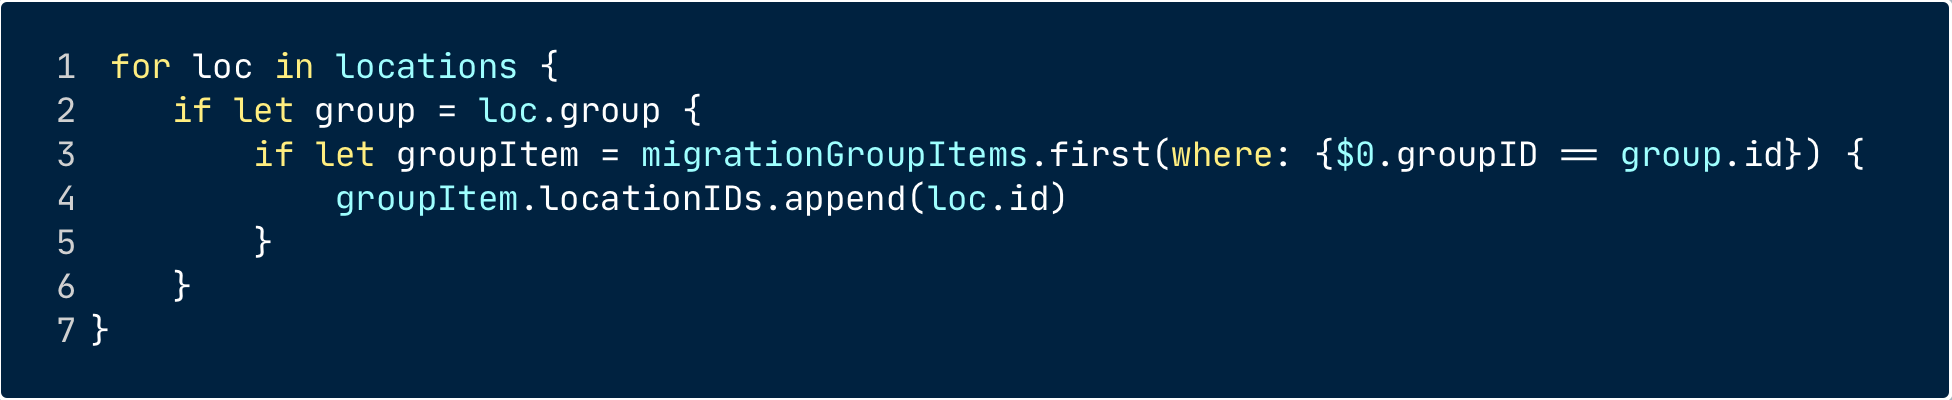 1 for loc in locations {
2     if let group = loc.group {
3         if let groupItem = migrationGroupItems.first(where: {$0.groupID == group.id}) {
4             groupItem.locationIDs.append(loc.id)
5         }
6     }
7 }